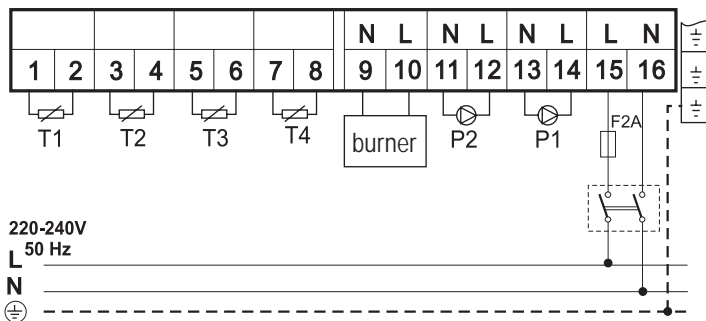 N L N L N L L N
1 2 3 4 5 6 7 8 9 10 11 12 13 14 15 16
T1 T2 T3 T4 burner P2 P1 F2A
220-240V
50 Hz
L
N